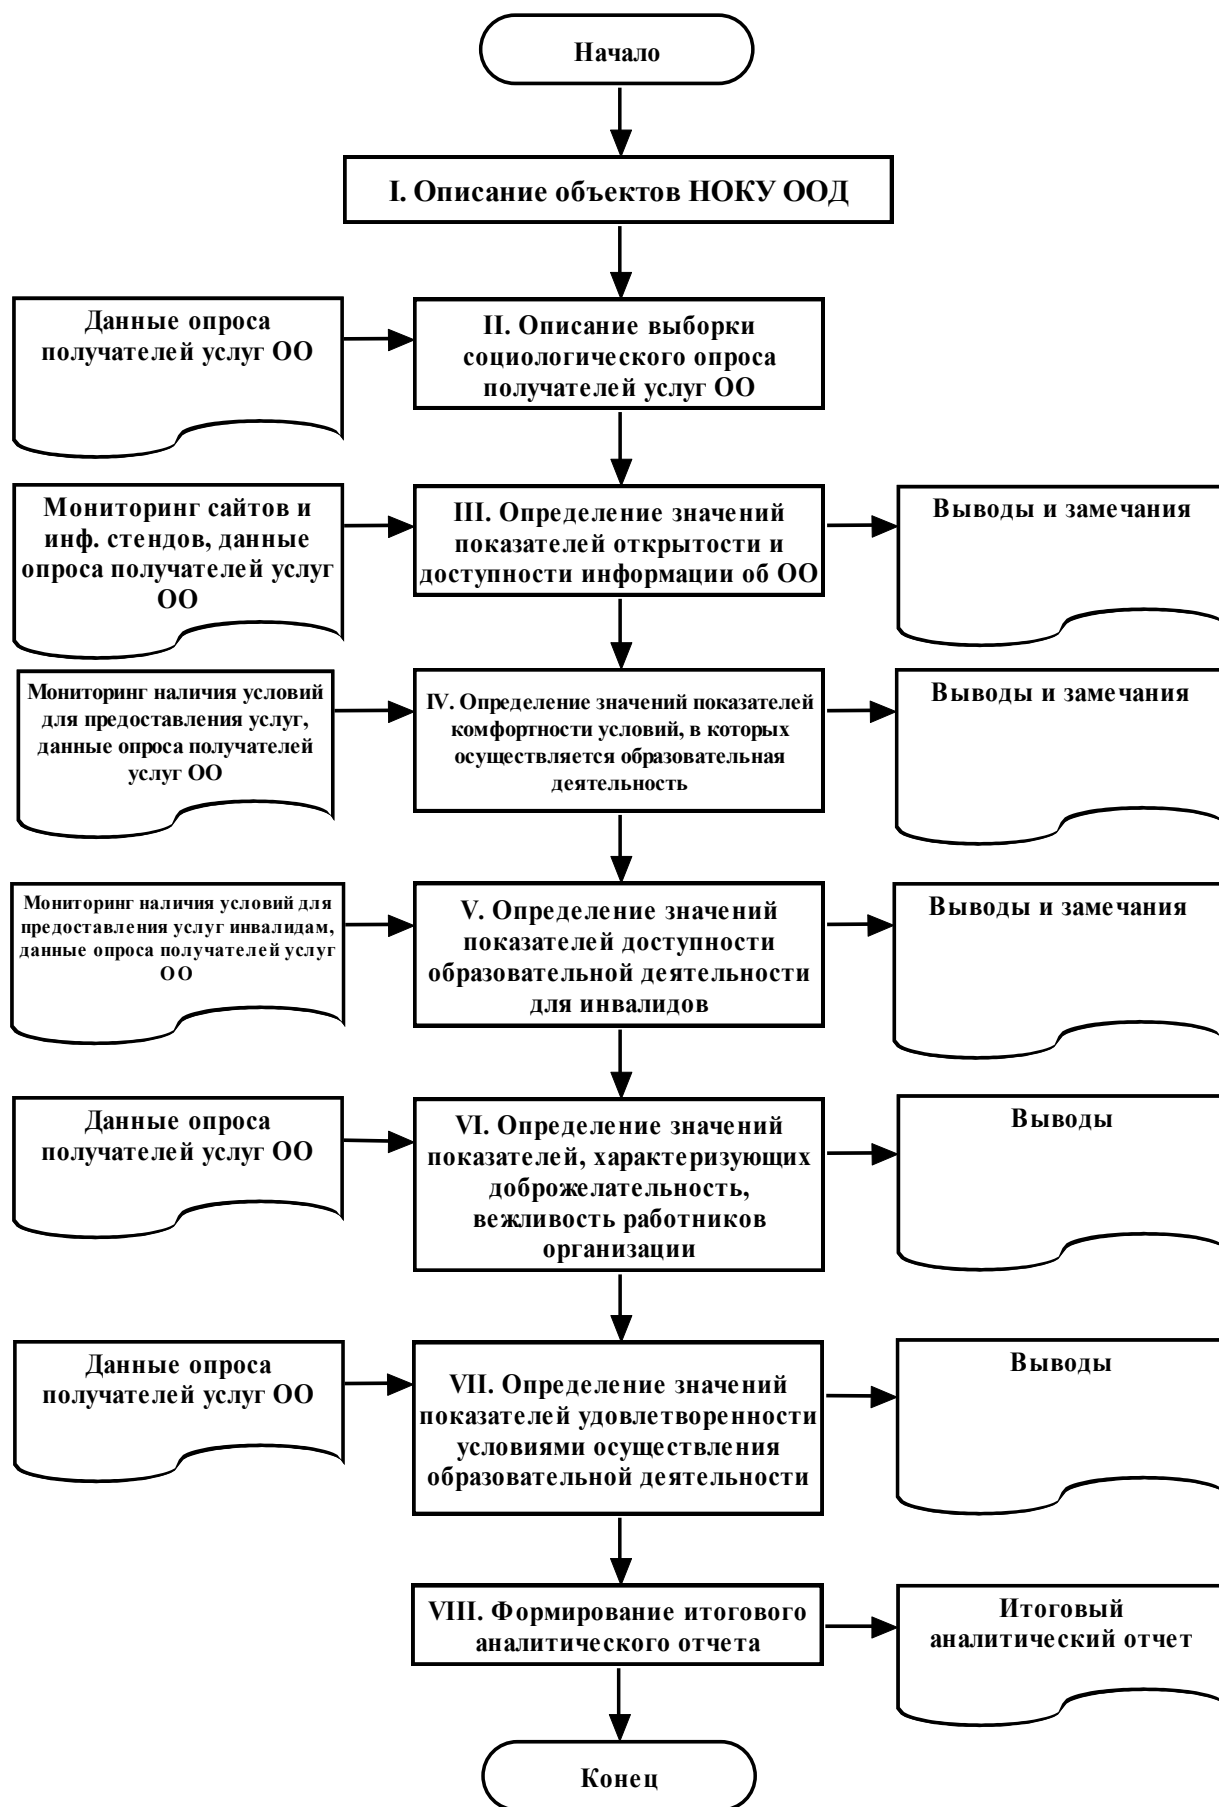 Начало
I. Описание объектов НОКУ ООД
Данные опроса
получателей услуг ОО
II. Описание выборки
социологического опроса
получателей услуг ОО
Мониторинг сайтов и
инф. стендов, данные
опроса получателей услуг
ОО
III. Определение значений
показателей открытости и
доступности информации об ОО
Выводы и замечания
Мониторинг наличия условий
для предоставления услуг,
данные опроса получателей
услуг ОО
IV. Определение значений показателей
комфортности условий, в которых
осуществляется образовательная
деятельность
Выводы и замечания
Мониторинг наличия условий для
предоставления услуг инвалидам,
данные опроса получателей услуг
ОО
V. Определение значений
показателей доступности
образовательной деятельности
для инвалидов
Выводы и замечания
Данные опроса
получателей услуг ОО
VI. Определение значений
показателей, характеризующих
доброжелательность,
вежливость работников
организации
Выводы
Данные опроса
получателей услуг ОО
VII. Определение значений
показателей удовлетворенности
условиями осуществления
образовательной деятельности
Выводы
VIII. Формирование итогового
аналитического отчета
Итоговый
аналитический отчет
Конец